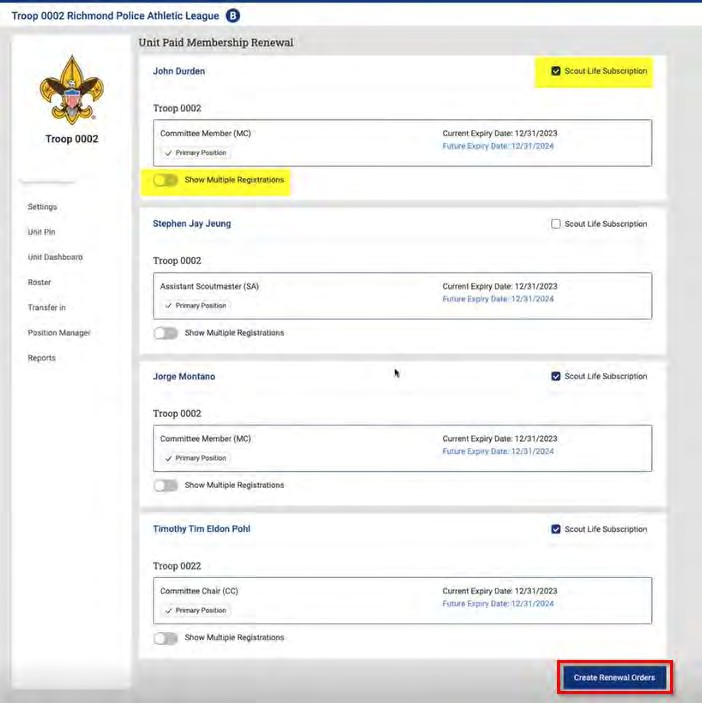 Troop 0002 Richmond Police Athletic League B
Unit Paid Membership Renewal
Troop 0002
Settings
Unit Pin
Unit Dashboard
Roster
Transfer in
Position Manager
Reports
John Durden
Scout Life Subscription
Troop 0002
Committee Member (MC)
Current Expiry Date: 12/31/2023
Future Expiry Date: 12/31/2024
✓ Primary Position
Show Multiple Registrations
Stephen Jay Jeung
Scout Life Subscription
Troop 0002
Assistant Scoutmaster (SA)
Current Expiry Date: 12/31/2023
Future Expiry Date: 12/31/2024
✓ Primary Position
Show Multiple Registrations
Jorge Montano
Scout Life Subscription
Troop 0002
Committee Member (MC)
Current Expiry Date: 12/31/2023
Future Expiry Date: 12/31/2024
✓ Primary Position
Show Multiple Registrations
Timothy Tim Eldon Pohl
Scout Life Subscription
Troop 0022
Committee Chair (CC)
Current Expiry Date: 12/31/2023
Future Expiry Date: 12/31/2024
✓ Primary Position
Show Multiple Registrations
Create Renewal Orders